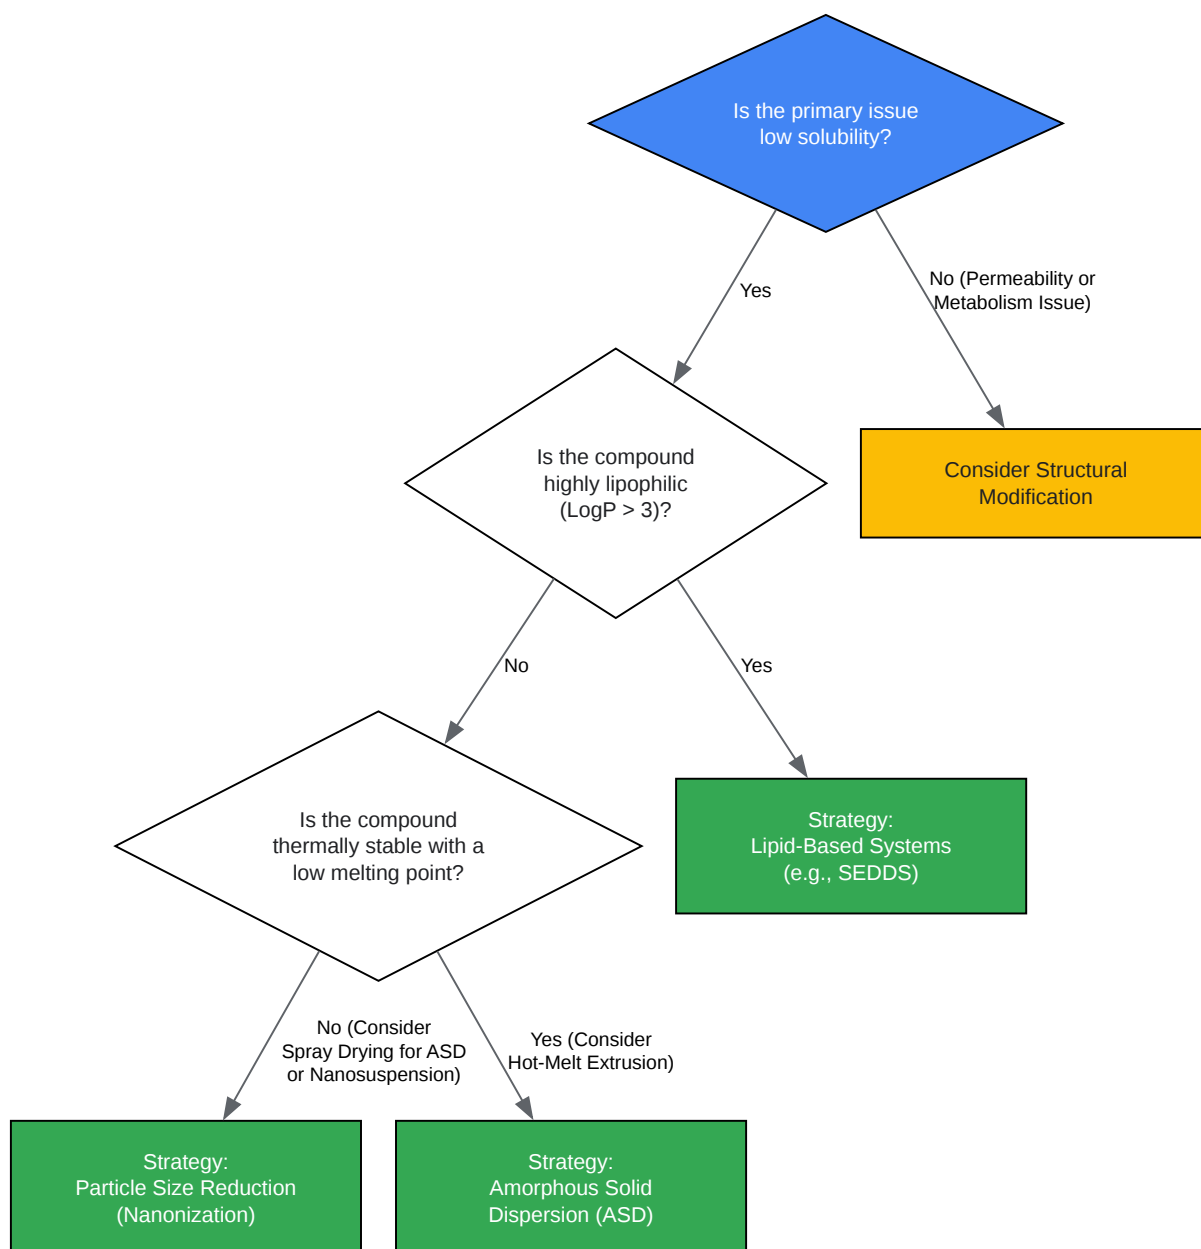 Is the primary issue
low solubility?
Yes
No (Permeability or
Metabolism Issue)
Is the compound
highly lipophilic
(LogP > 3)?
Consider Structural
Modification
No
Yes
Is the compound
thermally stable with a
low melting point?
Strategy:
Lipid-Based Systems
(e.g., SEDDS)
No (Consider
Spray Drying for ASD
or Nanosuspension)
Yes (Consider
Hot-Melt Extrusion)
Strategy:
Particle Size Reduction
(Nanonization)
Strategy:
Amorphous Solid
Dispersion (ASD)